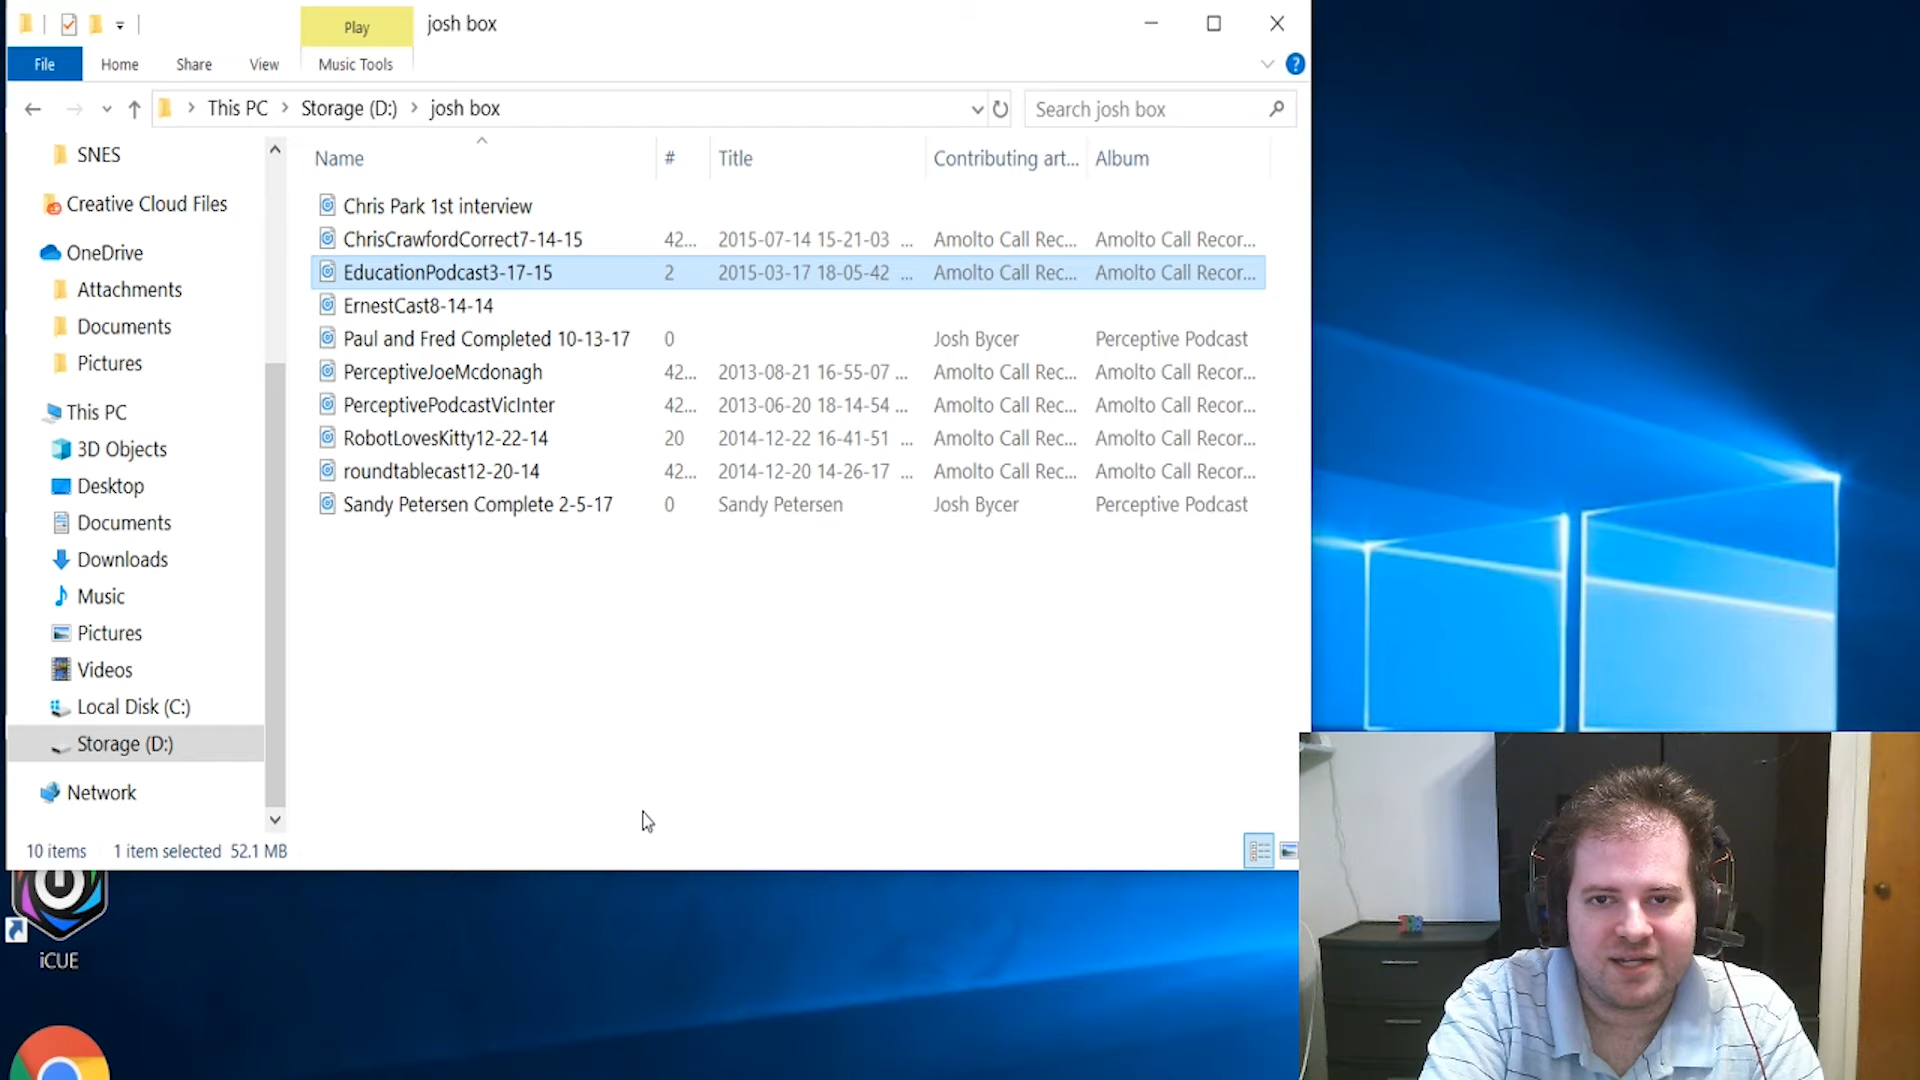 Play
josh box
File
Home
Share
View
Music Tools
This PC
Storage (D:)
josh box
Search josh box
SNES
Creative Cloud Files
OneDrive
Attachments
Documents
Pictures
This PC
3D Objects
Desktop
Documents
Downloads
Music
Pictures
Videos
Local Disk (C:)
Storage (D:)
Network
Name # Title Contributing art... Album
Chris Park 1st interview
ChrisCrawfordCorrect7-14-15 42... 2015-07-14 15-21-03 ... Amolto Call Rec... Amolto Call Recor...
EducationPodcast3-17-15 2 2015-03-17 18-05-42 ... Amolto Call Rec... Amolto Call Recor...
ErnestCast8-14-14
Paul and Fred Completed 10-13-17 0 Josh Bycer Perceptive Podcast
PerceptiveJoeMcdonagh 42... 2013-08-21 16-55-07 ... Amolto Call Rec... Amolto Call Recor...
PerceptivePodcastVicInter 42... 2013-06-20 18-14-54 ... Amolto Call Rec... Amolto Call Recor...
RobotLovesKitty12-22-14 20 2014-12-22 16-41-51 ... Amolto Call Rec... Amolto Call Recor...
roundtablecast12-20-14 42... 2014-12-20 14-26-17 ... Amolto Call Rec... Amolto Call Recor...
Sandy Petersen Complete 2-5-17 0 Sandy Petersen Josh Bycer Perceptive Podcast
10 items 1 item selected 52.1 MB
iCUE